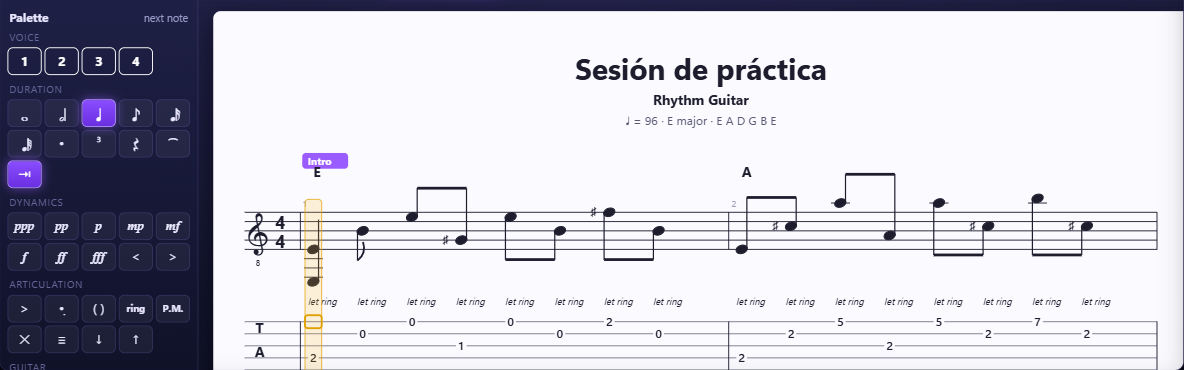 Palette next note
VOICE
1 2 3 4
DURATION
3
DYNAMICS
ppp pp p mp mf
f ff fff < >
ARTICULATION
> ( ) ring P.M.
GUITAR
Sesión de práctica
Rhythm Guitar
♩ = 96 · E major · E A D G B E
Intro
E A
2
4
4
8
let ring let ring let ring let ring let ring let ring let ring let ring let ring let ring let ring let ring let ring let ring let ring let ring
T 0 0 2 5 5 7
0 0 0 2 2 2
A 1 2
2 2